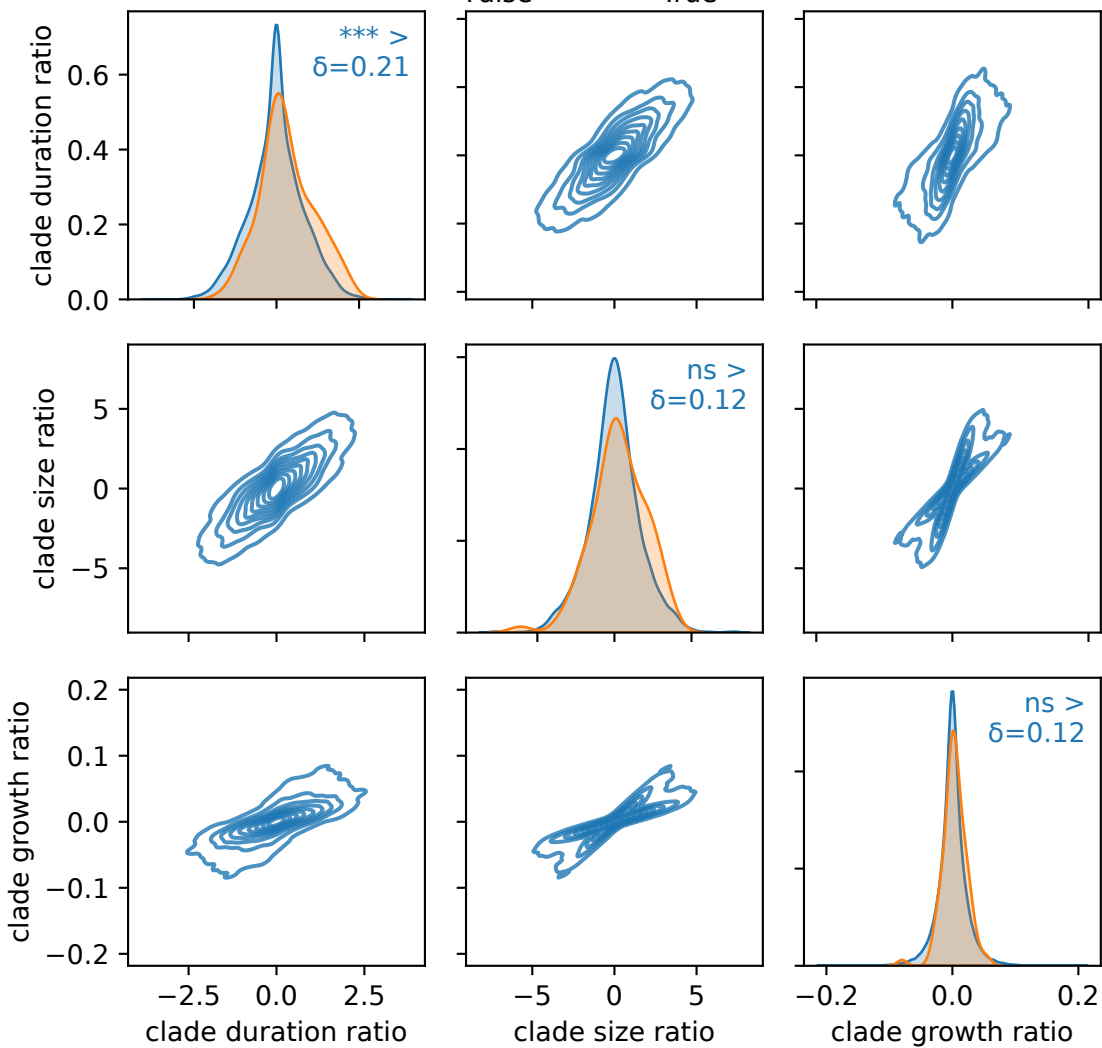 False True
clade duration ratio
0.6
0.4
0.2
0.0
*** >
δ=0.21
clade size ratio
5
0
−5
ns >
δ=0.12
clade growth ratio
0.2
0.1
0.0
−0.1
−0.2
ns >
δ=0.12
−2.5 0.0 2.5
−5 0 5
−0.2 0.0 0.2
clade duration ratio
clade size ratio
clade growth ratio